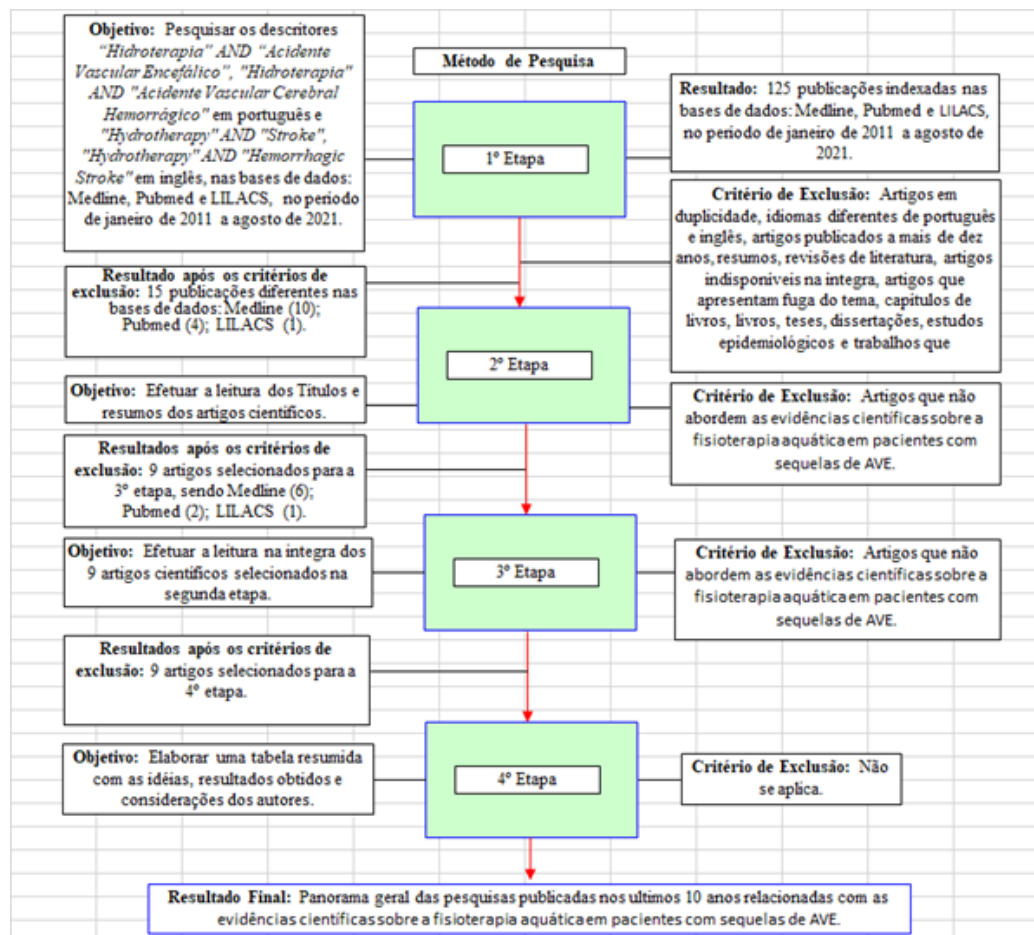 Objetivo: Pesquisar os descritores
"Hidroterapia" AND "Acidente
Vascular Encefálico", "Hidroterapia"
AND "Acidente Vascular Cerebral
Hemorrágico" em português e
"Hydrotherapy" AND "Stroke",
"Hydrotherapy" AND "Hemorrhagic
Stroke" em inglês, nas bases de dados:
Medline, Pubmed e LILACS, no período
de janeiro de 2011 a agosto de 2021.
Método de Pesquisa
1º Etapa
Resultado: 125 publicações indexadas nas
bases de dados: Medline, Pubmed e LILACS,
no período de janeiro de 2011 a agosto de
2021.
Critério de Exclusão: Artigos em
duplicidade, idiomas diferentes de português
e inglês, artigos publicados a mais de dez
anos, resumos, revisões de literatura, artigos
indisponíveis na integra, artigos que
apresentam fuga do tema, capítulos de
livros, livros, teses, dissertações, estudos
epidemiológicos e trabalhos que
Resultado após os critérios de
exclusão: 15 publicações diferentes nas
bases de dados: Medline (10);
Pubmed (4); LILACS (1).
2º Etapa
Objetivo: Efetuar a leitura dos Títulos e
resumos dos artigos científicos.
Critério de Exclusão: Artigos que não
abordem as evidências científicas sobre a
fisioterapia aquática em pacientes com
sequelas de AVE.
Resultados após os critérios de
exclusão: 9 artigos selecionados para a
3º etapa, sendo Medline (6);
Pubmed (2); LILACS (1).
3º Etapa
Objetivo: Efetuar a leitura na integra dos
9 artigos científicos selecionados na
segunda etapa.
Critério de Exclusão: Artigos que não
abordem as evidências científicas sobre a
fisioterapia aquática em pacientes com
sequelas de AVE.
Resultados após os critérios de
exclusão: 9 artigos selecionados para a
4º etapa.
4º Etapa
Objetivo: Elaborar uma tabela resumida
com as idéias, resultados obtidos e
considerações dos autores.
Critério de Exclusão: Não
se aplica.
Resultado Final: Panorama geral das pesquisas publicadas nos ultimos 10 anos relacionadas com as
evidências científicas sobre a fisioterapia aquática em pacientes com sequelas de AVE.